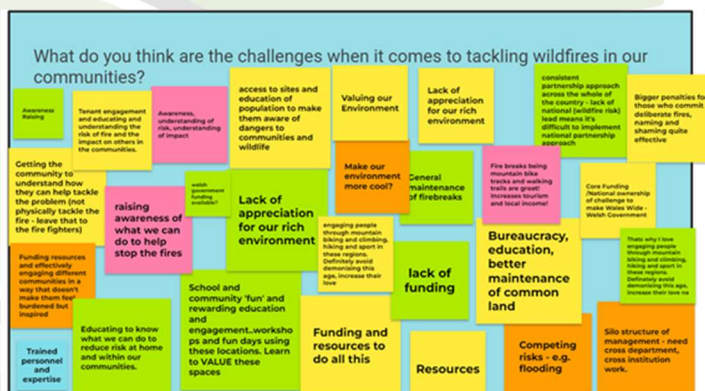 What do you think are the challenges when it comes to tackling wildfires in our
communities?
Awareness
Raising
Tenant engagement
and educating and
understanding the
risk of fire and the
impact on others in
the communities.
Awareness,
understanding of
risk, understanding
of impact
access to sites and
education of
population to make
them aware of
dangers to
communities and
wildlife
Valuing our
Environment
Lack of
appreciation
for our rich
environment
consistent
partnership approach
across the whole of
the country - lack of
national (wildfire risk)
lead means it's
difficult to implement
national partnership
approach
Bigger penalties fo
those who commit
deliberate fires,
naming and
shaming quite
effective
Getting the
community to
understand how
they can help tackle
the problem (not
physically tackle the
fire - leave that to
the fire fighters)
raising
awareness of
what we can
do to help
stop the fires
welsh
government
funding
available?
Lack of
appreciation
for our rich
environment
Make our
environment
more cool?
General
maintenance
of firebreaks
Fire breaks being
mountain bike
tracks and walking
trails are great!
increases tourism
and local income!
Core Funding
/National ownership
of challenge to
make Wales Wide -
Welsh Government
Funding resources
and effectively
engaging different
communities in a
way that doesn't
make them feel
burdened but
inspired
engaging people
through mountain
biking and climbing,
hiking and sport in
these regions.
Definitely avoid
demonising this
age, increase their
love
lack of
funding
Bureaucracy,
education,
better
maintenance
of common
land
Thats why I love
engaging people
through mountain
biking and climbing,
hiking and sport in
these regions.
Definately avoid
demonising this age,
increase their love na
Trained
personnel
and
expertise
Educating to know
what we can do to
reduce risk at home
and within our
communities.
School and
community 'fun' and
rewarding education
and
engagement..worksho
ps and fun days using
these locations. Learn
to VALUE these
spaces
Funding and
resources to
do all this
Resources
Competing
risks - e.g.
flooding
Silo structure of
management - need
cross department,
cross institution
work.